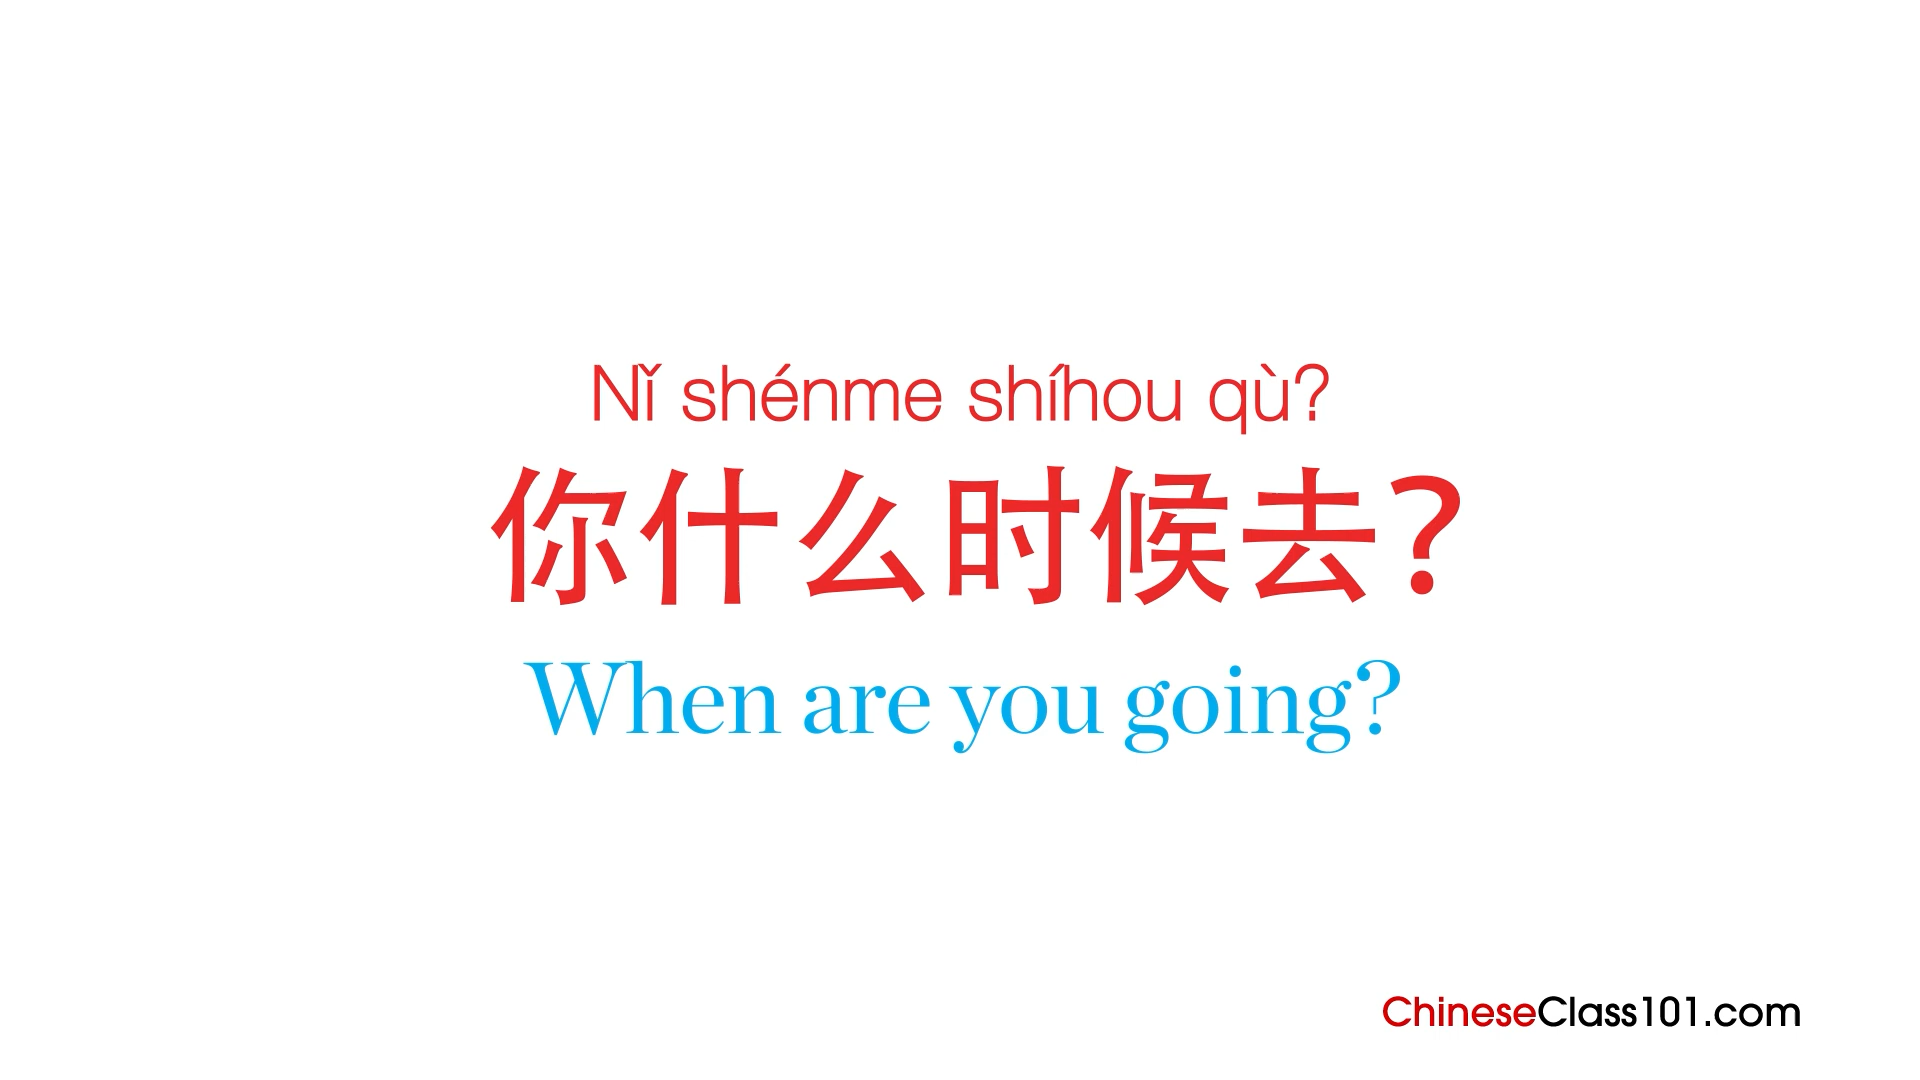 Nǐ shénme shíhou qù?
你什么时候去?
When are you going?
ChineseClass101.com